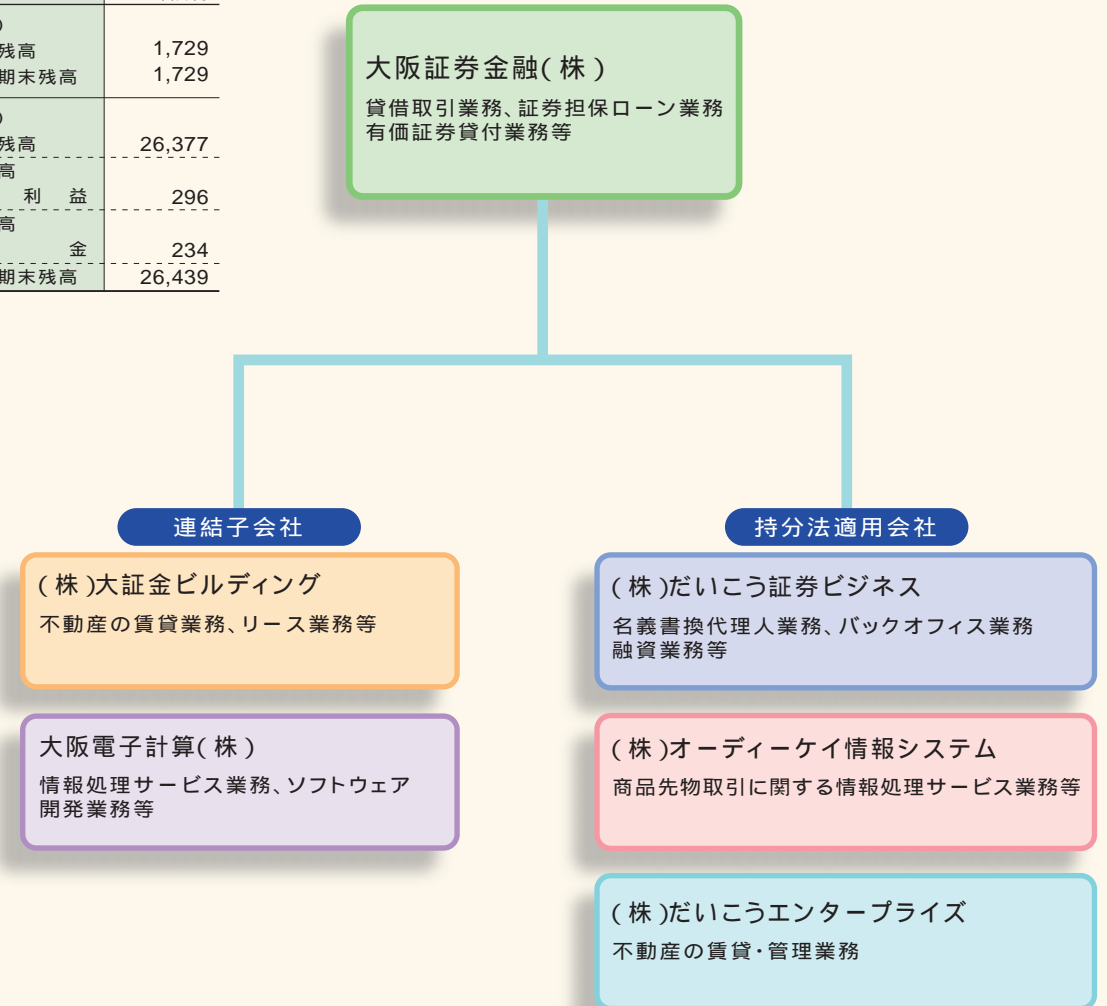 )
残高 1,729
期末残高 1,729
)
残高 26,377
高
利 益 296
高
金 234
期末残高 26,439
大阪証券金融(株)
貸借取引業務、証券担保ローン業務
有価証券貸付業務等
連結子会社
(株)大証金ビルディング
不動産の賃貸業務、リース業務等
大阪電子計算(株)
情報処理サービス業務、ソフトウェア
開発業務等
持分法適用会社
(株)だいこう証券ビジネス
名義書換代理人業務、バックオフィス業務
融資業務等
(株)オーディーケイ情報システム
商品先物取引に関する情報処理サービス業務等
(株)だいこうエンタープライズ
不動産の賃貸・管理業務